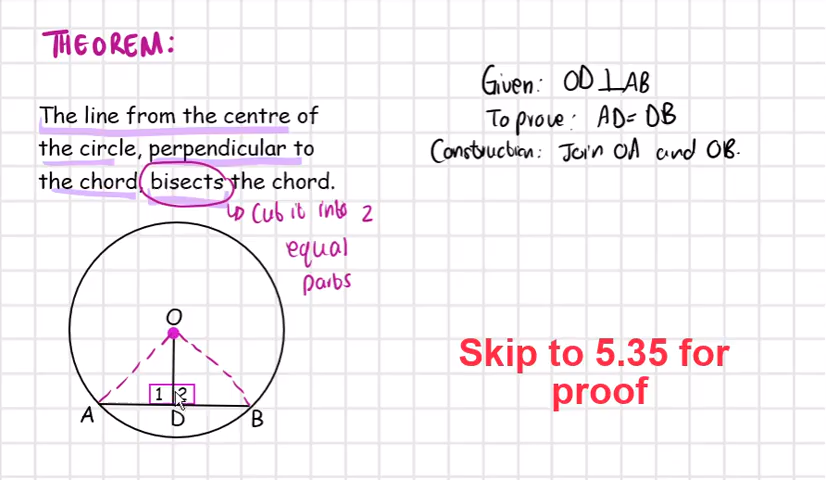 THEOREM:
The line from the centre of
the circle, perpendicular to
the chord, bisects the chord.
↳ Cut it into 2
equal
parts
Given: OD⊥AB
To prove: AD=DB
Construction: Join OA and OB.
O
1 2
A D B
Skip to 5.35 for
proof